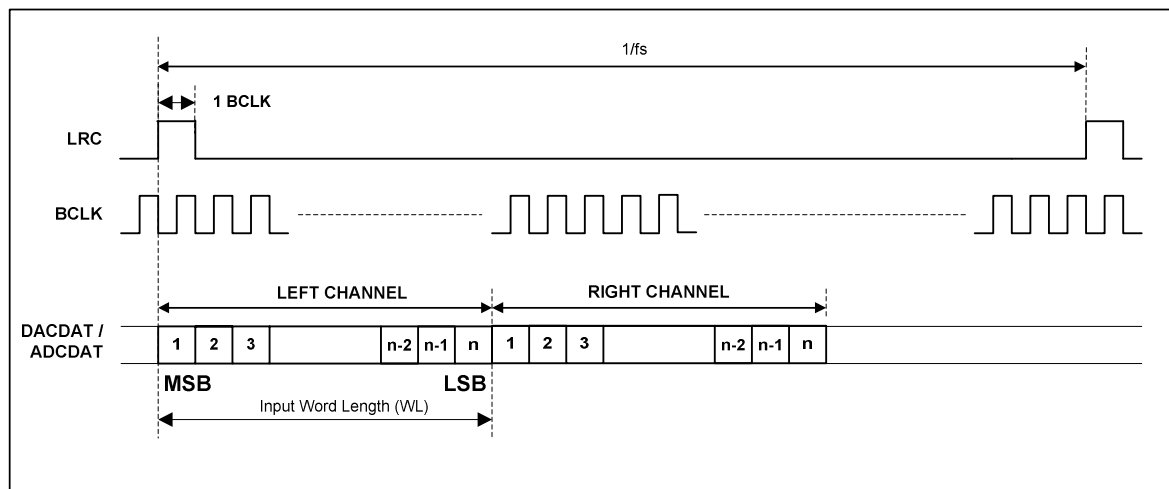 1/fs
1 BCLK
LRC
BCLK
LEFT CHANNEL
RIGHT CHANNEL
DACDAT /
ADCDAT
1 2 3 n-2 n-1 n 1 2 3 n-2 n-1 n
MSB LSB
Input Word Length (WL)